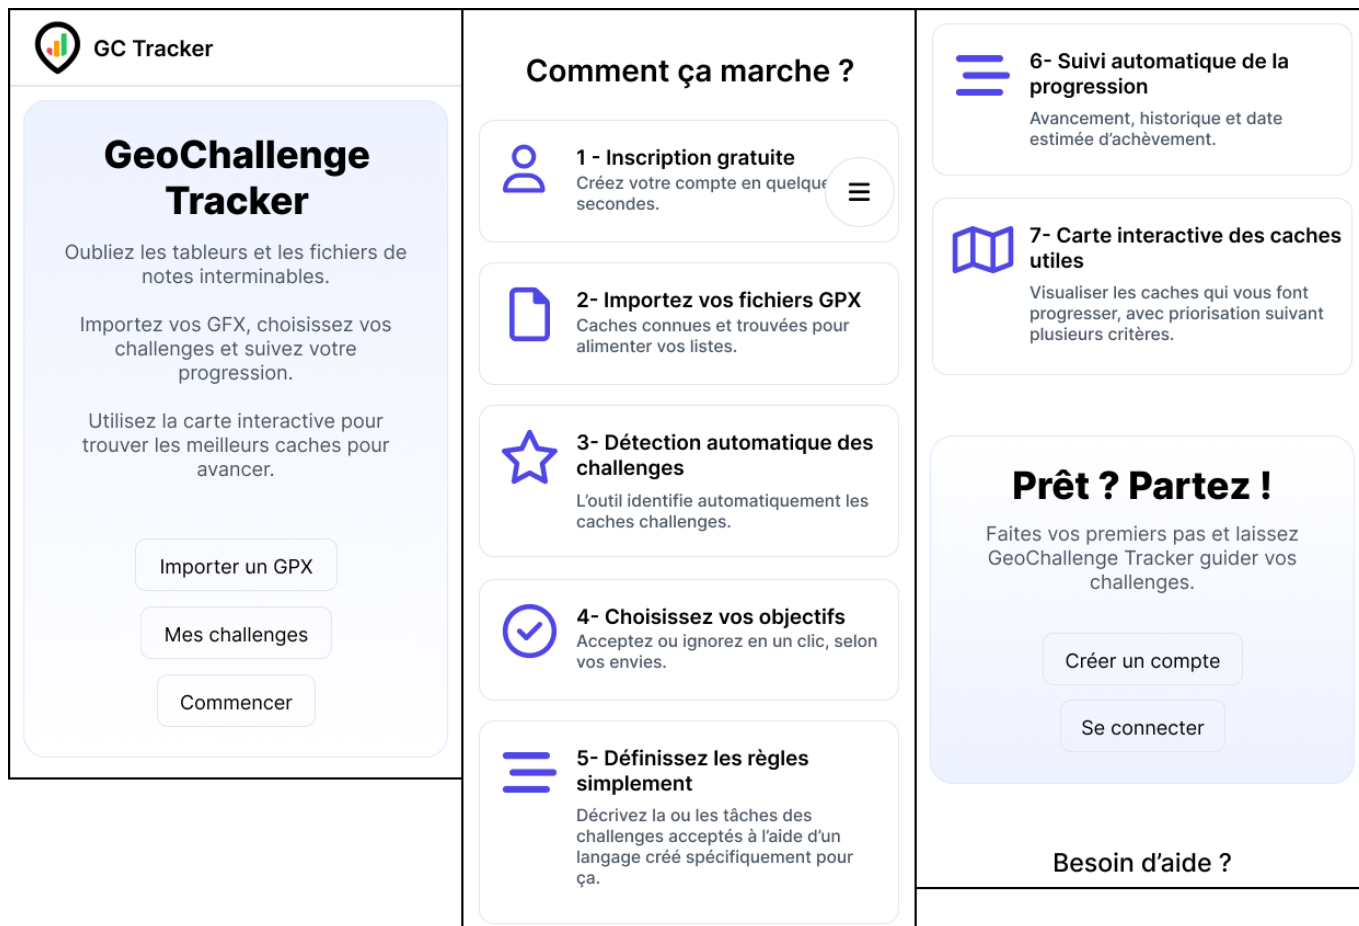 GC Tracker
GeoChallenge
Tracker
Oubliez les tableurs et les fichiers de
notes interminables.
Importez vos GFX, choisissez vos
challenges et suivez votre
progression.
Utilisez la carte interactive pour
trouver les meilleurs caches pour
avancer.
Importer un GPX
Mes challenges
Commencer
Comment ça marche ?
1 - Inscription gratuite
Créez votre compte en quelque
secondes.
2- Importez vos fichiers GPX
Caches connues et trouvées pour
alimenter vos listes.
3- Détection automatique des
challenges
L’outil identifie automatiquement les
caches challenges.
4- Choisissez vos objectifs
Acceptez ou ignorez en un clic, selon
vos envies.
5- Définissez les règles
simplement
Décrivez la ou les tâches des
challenges acceptés à l’aide d’un
langage créé spécifiquement pour
ça.
6- Suivi automatique de la
progression
Avancement, historique et date
estimée d’achèvement.
7- Carte interactive des caches
utiles
Visualiser les caches qui vous font
progresser, avec priorisation suivant
plusieurs critères.
Prêt ? Partez !
Faites vos premiers pas et laissez
GeoChallenge Tracker guider vos
challenges.
Créer un compte
Se connecter
Besoin d’aide ?